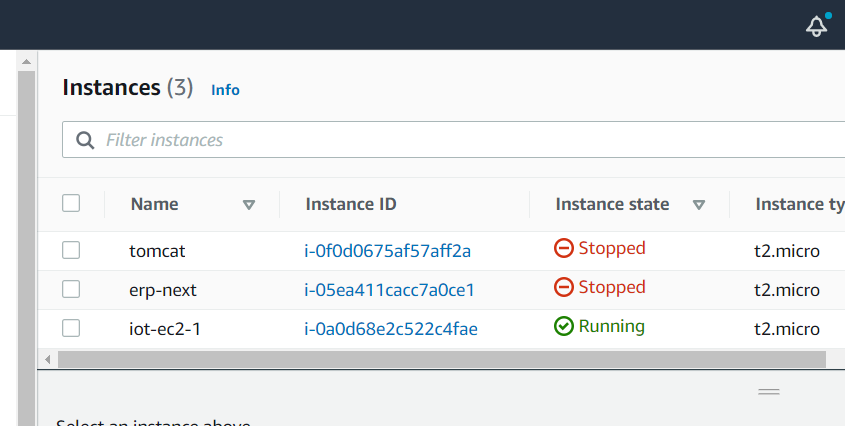 Instances (3) Info
Filter instances
Name Instance ID Instance state Instance ty
tomcat i-0f0d0675af57aff2a Stopped t2.micro
erp-next i-05ea411cacc7a0ce1 Stopped t2.micro
iot-ec2-1 i-0a0d68e2c522c4fae Running t2.micro
Select an instance above